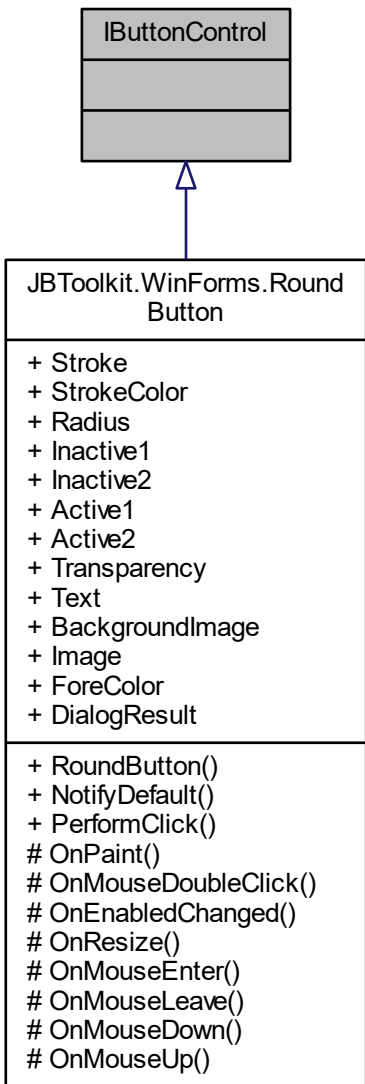 IButtonControl
JBToolkit.WinForms.Round
Button
+ Stroke
+ StrokeColor
+ Radius
+ Inactive1
+ Inactive2
+ Active1
+ Active2
+ Transparency
+ Text
+ BackgroundImage
+ Image
+ ForeColor
+ DialogResult
+ RoundButton()
+ NotifyDefault()
+ PerformClick()
# OnPaint()
# OnMouseDoubleClick()
# OnEnabledChanged()
# OnResize()
# OnMouseEnter()
# OnMouseLeave()
# OnMouseDown()
# OnMouseUp()